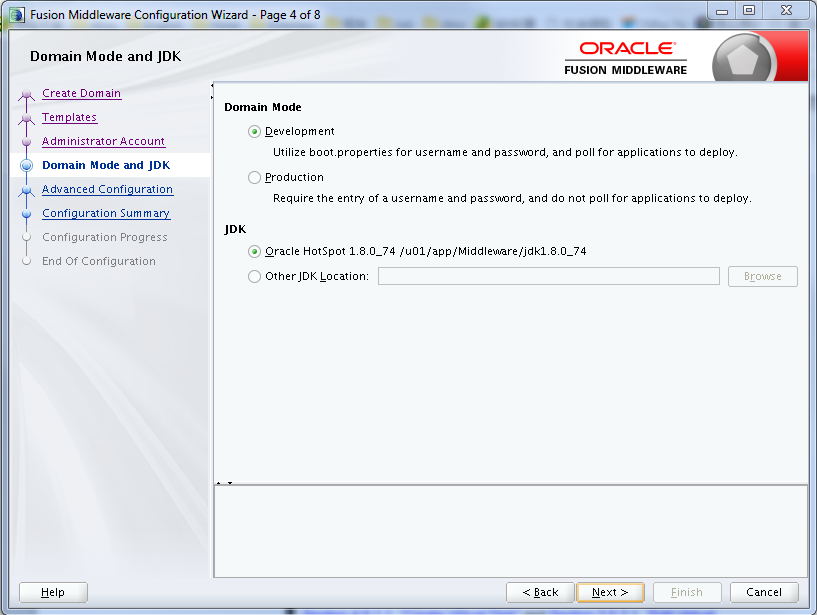 Fusion Middleware Configuration Wizard - Page 4 of 8
Domain Mode and JDK
ORACLE
FUSION MIDDLEWARE
Create Domain
Templates
Administrator Account
Domain Mode and JDK
Advanced Configuration
Configuration Summary
Configuration Progress
End Of Configuration
Domain Mode
Development
Utilize boot.properties for username and password, and poll for applications to deploy.
Production
Require the entry of a username and password, and do not poll for applications to deploy.
JDK
Oracle HotSpot 1.8.0_74 /u01/app/Middleware/jdk1.8.0_74
Other JDK Location:
Browse
Help
< Back
Next >
Finish
Cancel